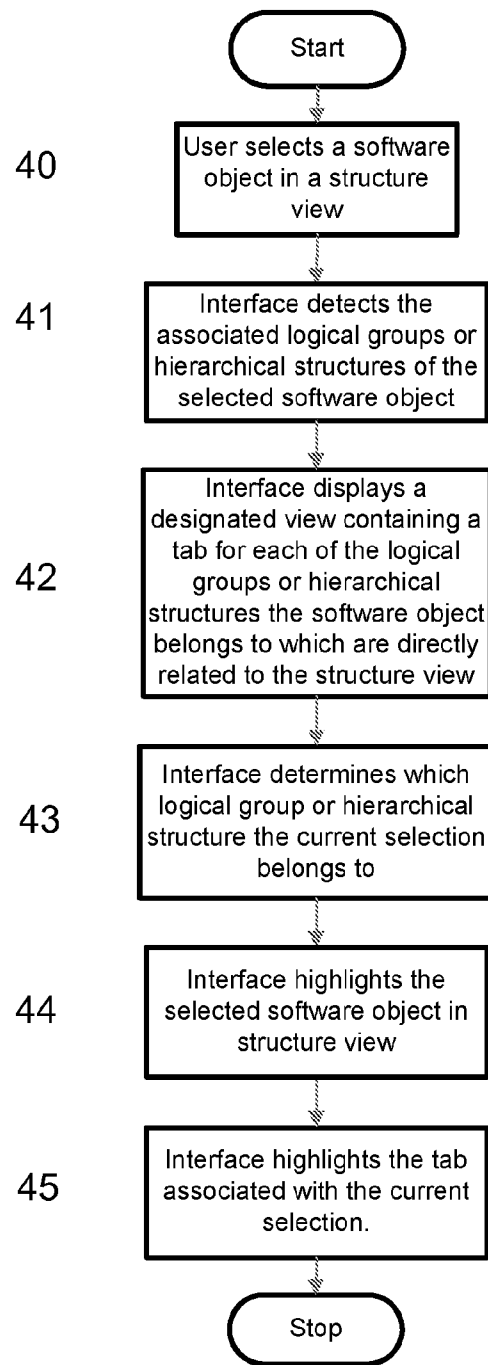 Start
40
User selects a software
object in a structure
view
41
Interface detects the
associated logical groups or
hierarchical structures of the
selected software object
42
Interface displays a
designated view containing a
tab for each of the logical
groups or hierarchical
structures the software object
belongs to which are directly
related to the structure view
43
Interface determines which
logical group or hierarchical
structure the current selection
belongs to
44
Interface highlights the
selected software object in
structure view
45
Interface highlights the tab
associated with the current
selection.
Stop